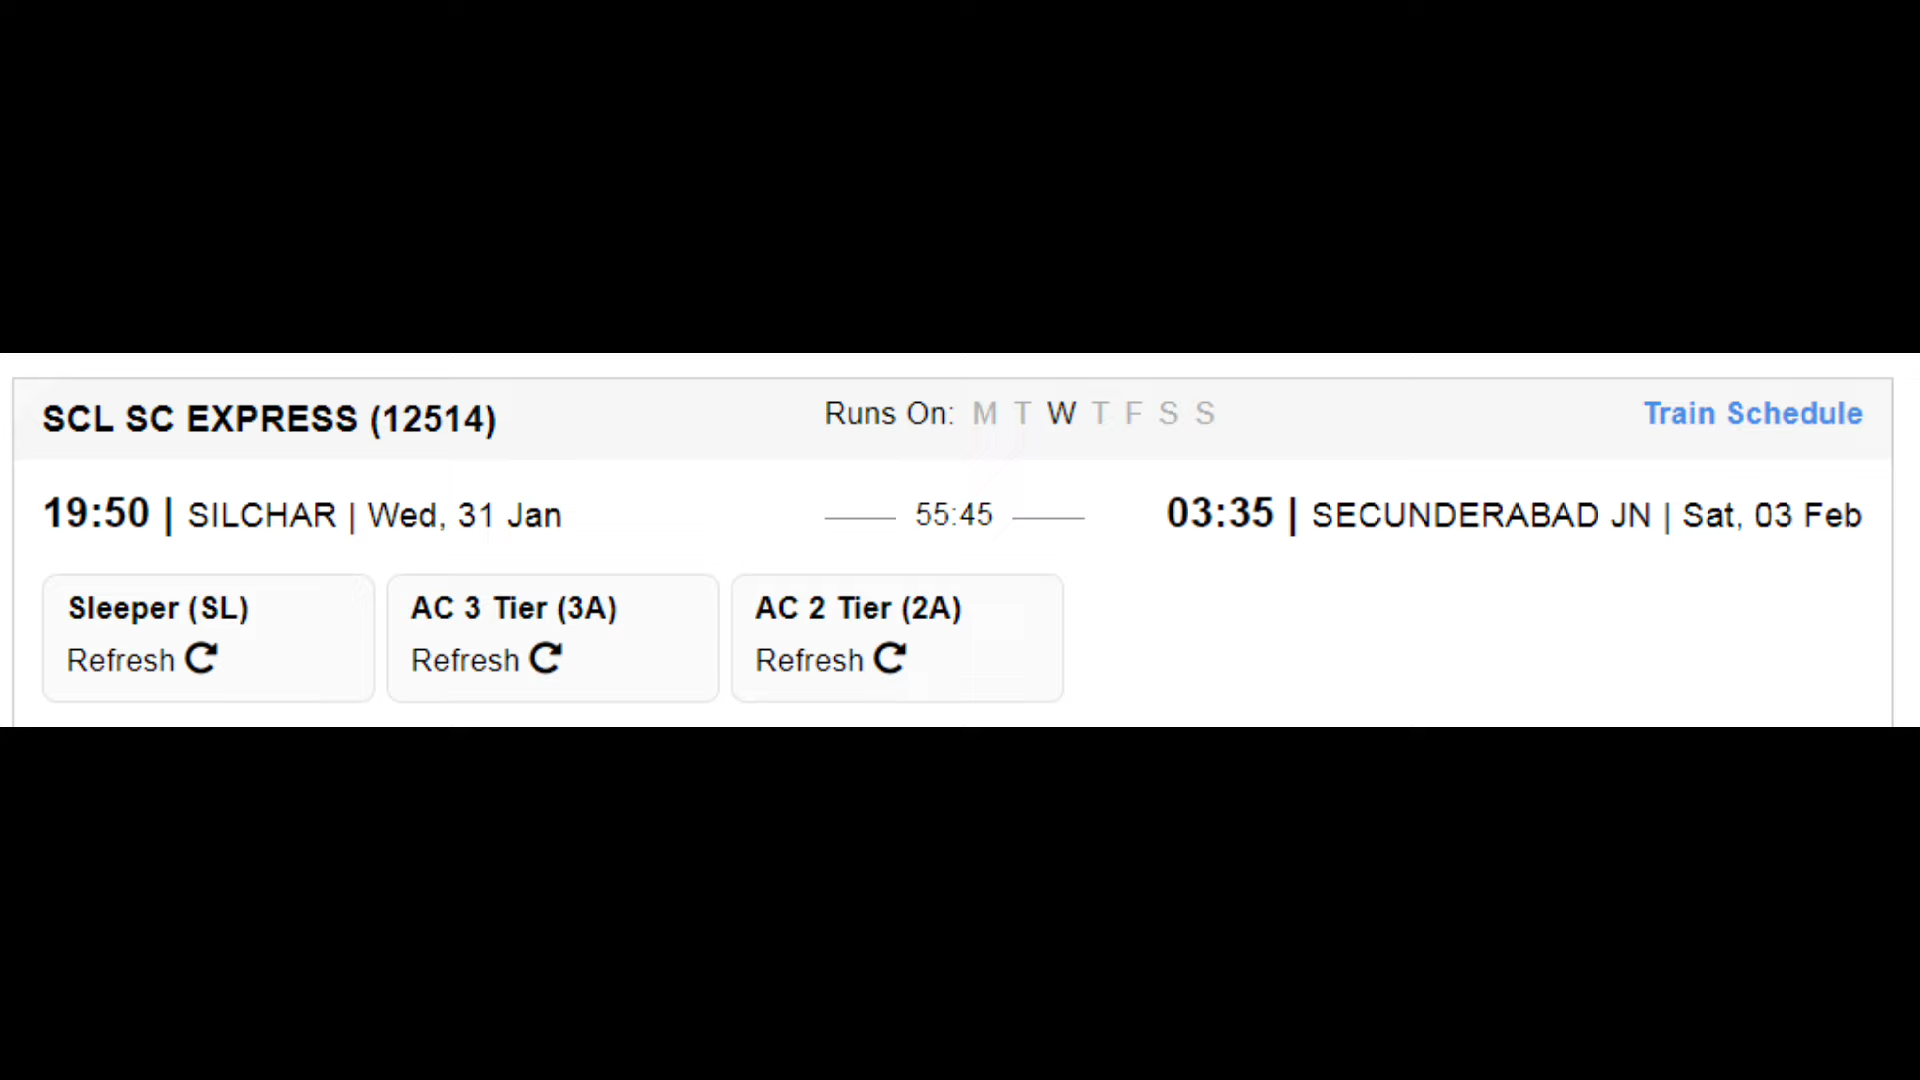 SCL SC EXPRESS (12514) Runs On: M T W T F S S Train Schedule
19:50 | SILCHAR | Wed, 31 Jan 55:45 03:35 | SECUNDERABAD JN | Sat, 03 Feb
Sleeper (SL) AC 3 Tier (3A) AC 2 Tier (2A)
Refresh Refresh Refresh